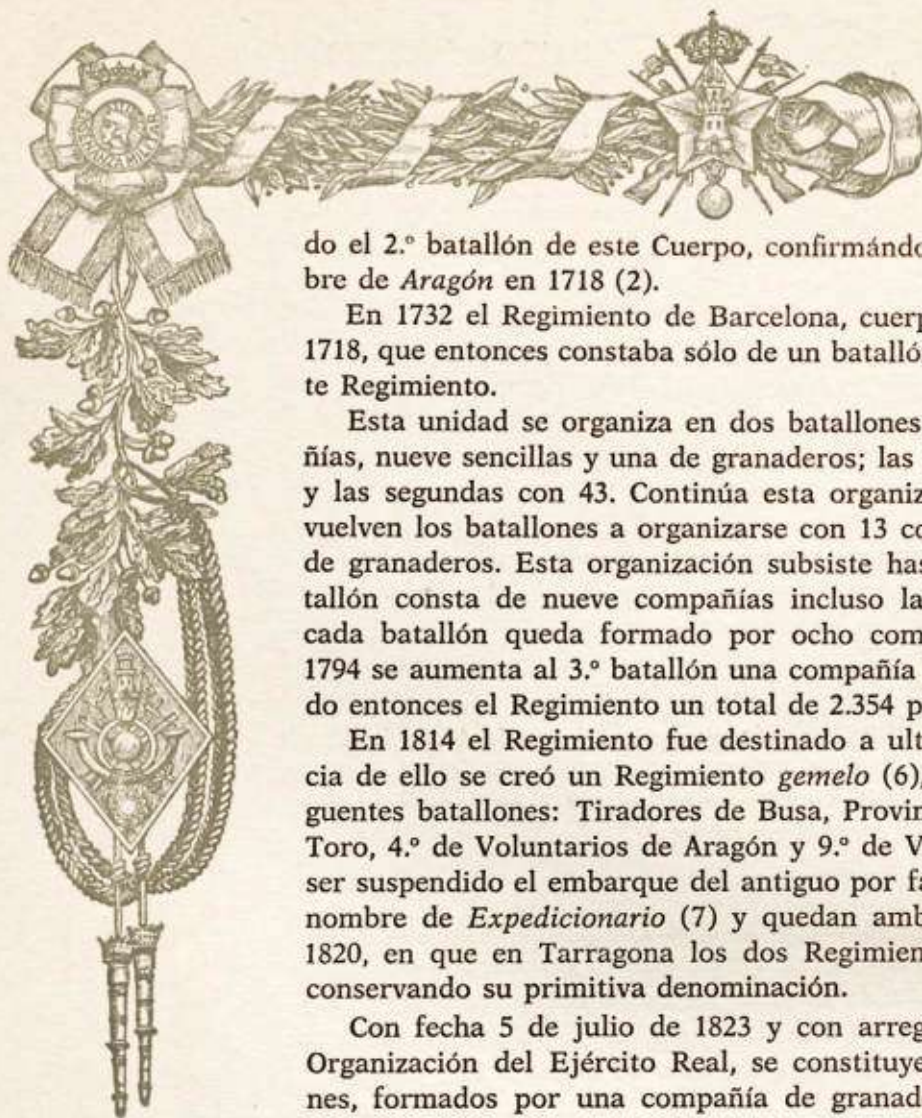 do el 2.º batallón de este Cuerpo, confirmándo
bre de Aragón en 1718 (2).
En 1732 el Regimiento de Barcelona, cuerp
1718, que entonces constaba sólo de un batalló
te Regimiento.
Esta unidad se organiza en dos batallones
ñías, nueve sencillas y una de granaderos; las
y las segundas con 43. Continúa esta organiz
vuelven los batallones a organizarse con 13 co
de granaderos. Esta organización subsiste has
tallón consta de nueve compañías incluso la
cada batallón queda formado por ocho com
1794 se aumenta al 3.º batallón una compañía
do entonces el Regimiento un total de 2.354 p
En 1814 el Regimiento fue destinado a ult
cia de ello se creó un Regimiento gemelo (6)
guentes batallones: Tiradores de Busa, Provin
Toro, 4.º de Voluntarios de Aragón y 9.º de V
ser suspendido el embarque del antiguo por fa
nombre de Expedicionario (7) y quedan amb
1820, en que en Tarragona los dos Regimien
conservando su primitiva denominación.
Con fecha 5 de julio de 1823 y con arreg
Organización del Ejército Real, se constituye
nes, formados por una compañía de granad